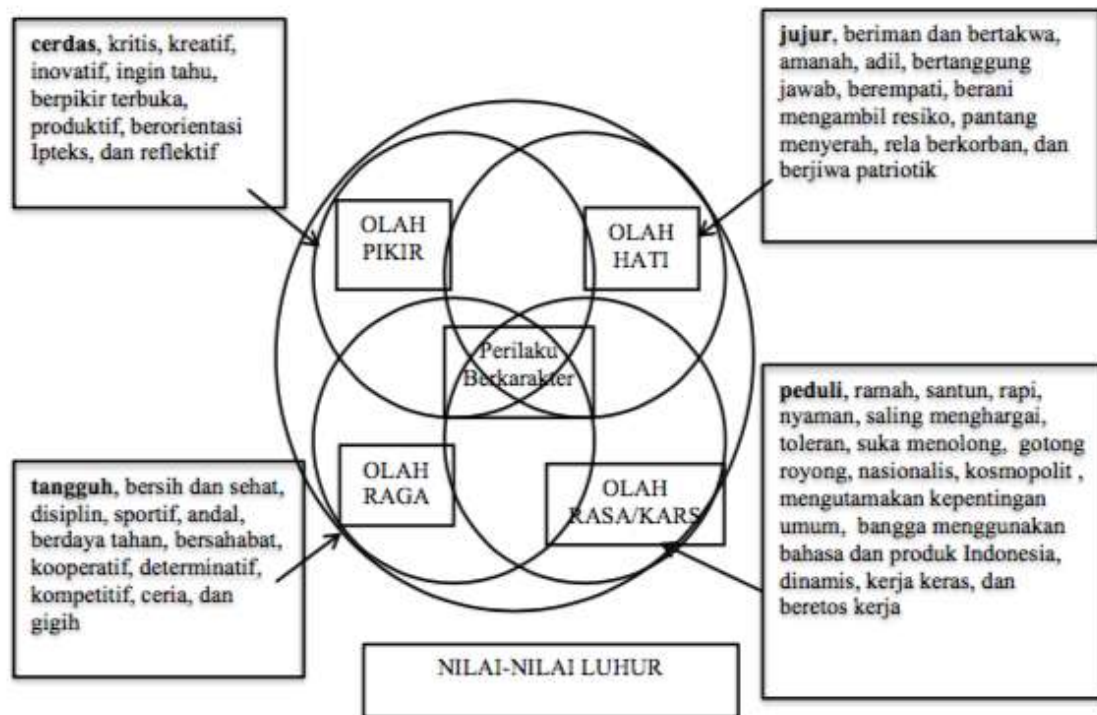 cerdas, kritis, kreatif,
inovatif, ingin tahu,
berpikir terbuka,
produktif, berorientasi
Ipteks, dan reflektif
jujur, beriman dan bertakwa,
amanah, adil, bertanggung
jawab, berempati, berani
mengambil resiko, pantang
menyerah, rela berkorban, dan
berjiwa patriotik
OLAH
PIKIR
OLAH
HATI
Perilaku
Berkarakter
OLAH
RAGA
OLAH
RASA/KARS
tangguh, bersih dan sehat,
disiplin, sportif, andal,
berdaya tahan, bersahabat,
kooperatif, determinatif,
kompetitif, ceria, dan
gigih
peduli, ramah, santun, rapi,
nyaman, saling menghargai,
toleran, suka menolong, gotong
royong, nasionalis, kosmopolit ,
mengutamakan kepentingan
umum, bangga menggunakan
bahasa dan produk Indonesia,
dinamis, kerja keras, dan
beretos kerja
NILAI-NILAI LUHUR